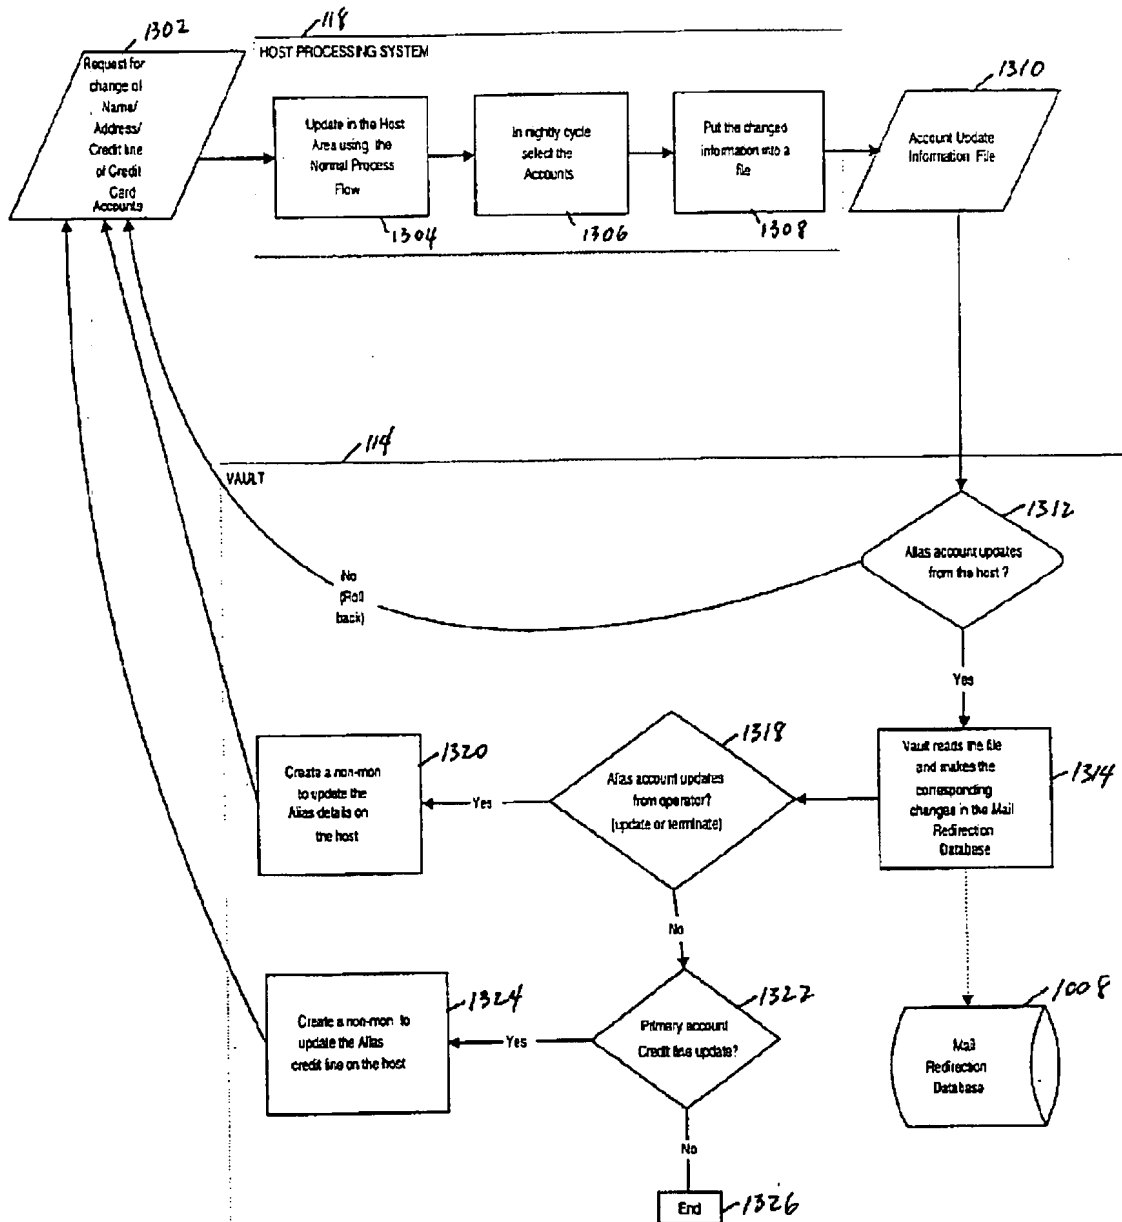 1302
Request for
change of
Name/
Address/
Credit line
of Credit
Card
Accounts
118
HOST PROCESSING SYSTEM
Update in the Host
Area using the
Normal Process
Flow
1304
In nightly cycle
select the
Accounts
1306
Put the changed
information into a
file
1308
1310
Account Update
Information File
114
VAULT
1312
Alias account updates
from the host ?
No
(Roll
back)
Yes
1314
Vault reads the file
and makes the
corresponding
changes in the Mail
Redirection
Database
1318
Alias account updates
from operator?
(update or terminate)
Yes
1320
Create a non-mon
to update the
Alias details on
the host
No
1322
Primary account
Credit line update?
Yes
1324
Create a non-mon to
update the Alias
credit line on the host
1008
Mail
Redirection
Database
No
End
1326